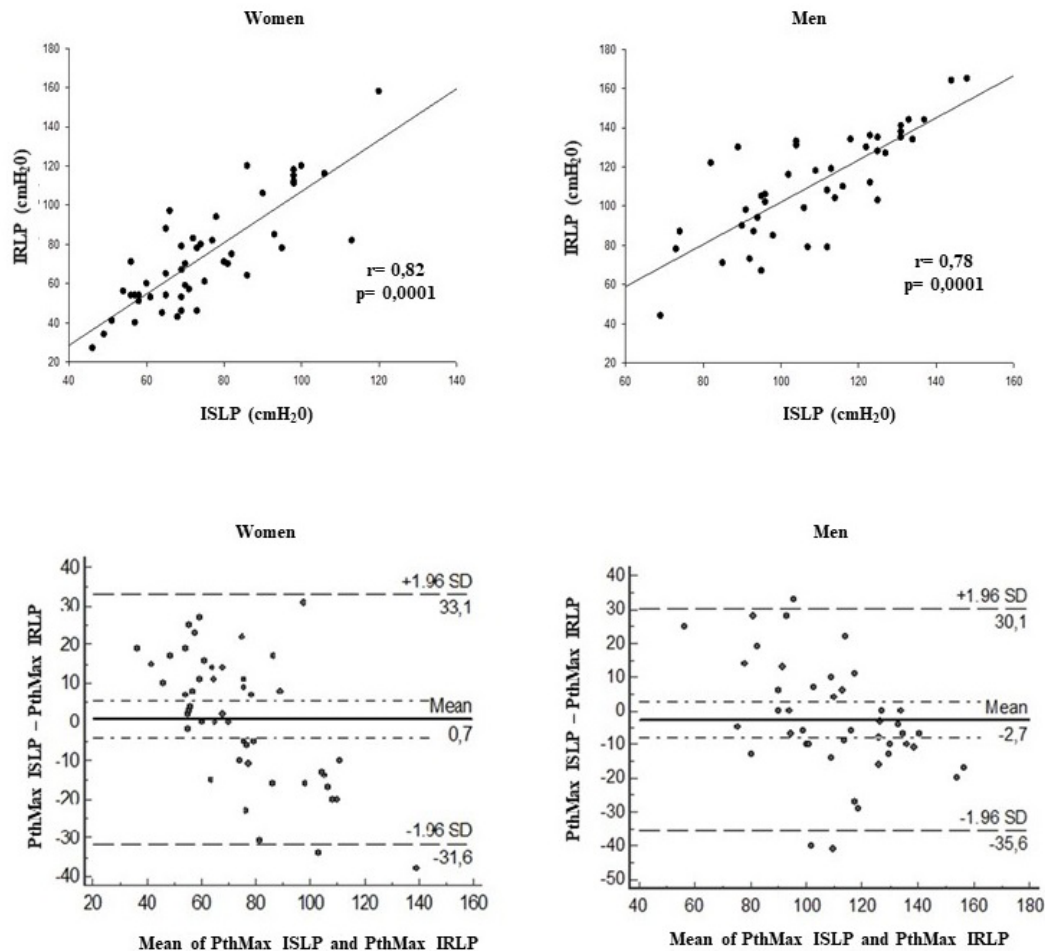 Women
180
160
140
120
100
80
60
40
20
40 60 80 100 120 140
IRLP (cmH20)
ISLP (cmH20)
r= 0,82
p= 0,0001
Men
180
160
140
120
100
80
60
40
20
60 80 100 120 140 160
IRLP (cmH20)
ISLP (cmH20)
r= 0,78
p= 0,0001
Women
40
30
20
10
0
-10
-20
-30
-40
20 40 60 80 100 120 140 160
PthMax ISLP – PthMax IRLP
Mean of PthMax ISLP and PthMax IRLP
+1.96 SD
33,1
Mean
0,7
-1.96 SD
-31,6
Men
40
30
20
10
0
-10
-20
-30
-40
-50
40 60 80 100 120 140 160 180
PthMax ISLP – PthMax IRLP
Mean of PthMax ISLP and PthMax IRLP
+1.96 SD
30,1
Mean
-2,7
-1.96 SD
-35,6